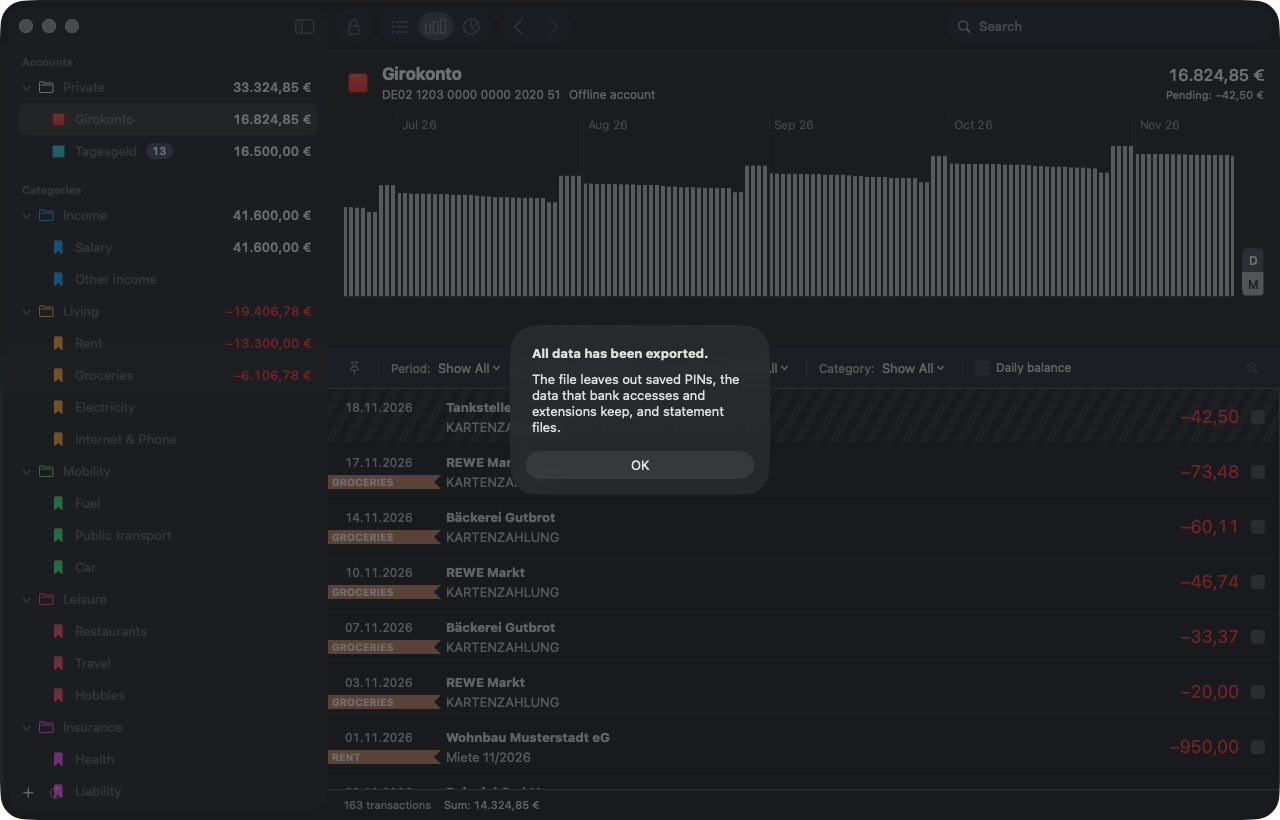 Search
Accounts
Private 33.324,85 €
Girokonto 16.824,85 €
Tagesgeld 13 16.500,00 €
Categories
Income 41.600,00 €
Salary 41.600,00 €
Other income
Living −19.406,78 €
Rent −13.300,00 €
Groceries −6.106,78 €
Electricity
Internet & Phone
Mobility
Fuel
Public transport
Car
Leisure
Restaurants
Travel
Hobbies
Insurance
Health
Liability
Girokonto 16.824,85 €
DE02 1203 0000 0000 2020 51 Offline account Pending: −42,50 €
Jul 26 Aug 26 Sep 26 Oct 26 Nov 26
D
M
All data has been exported.
The file leaves out saved PINs, the
data that bank accesses and
extensions keep, and statement
files.
OK
Period: Show All Category: Show All Daily balance
18.11.2026 Tankstelle −42,50
17.11.2026 REWE Mar −73,48
GROCERIES
14.11.2026 Bäckerei Gutbrot −60,11
GROCERIES KARTENZAHLUNG
10.11.2026 REWE Markt −46,74
GROCERIES KARTENZAHLUNG
07.11.2026 Bäckerei Gutbrot −33,37
GROCERIES KARTENZAHLUNG
03.11.2026 REWE Markt −20,00
GROCERIES KARTENZAHLUNG
01.11.2026 Wohnbau Musterstadt eG −950,00
RENT Miete 11/2026
163 transactions Sum: 14.324,85 €